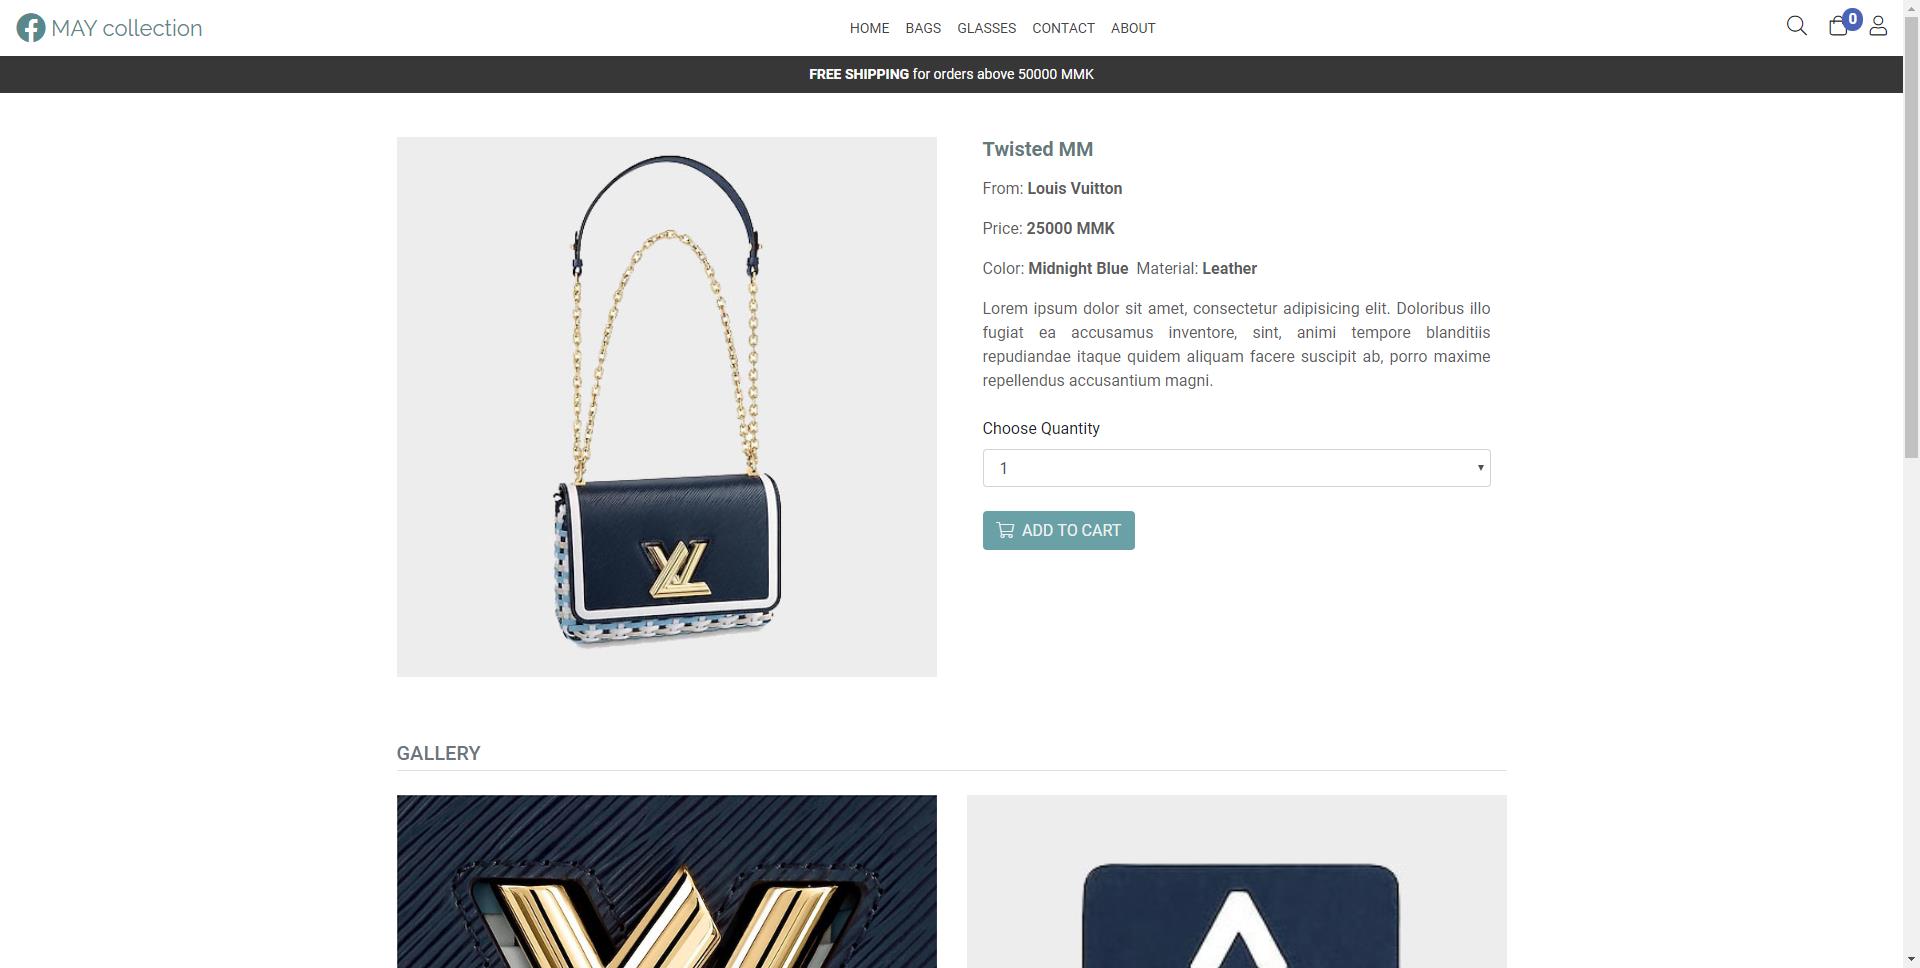 MAY collection
HOME BAGS GLASSES CONTACT ABOUT
0
FREE SHIPPING for orders above 50000 MMK
Twisted MM
From: Louis Vuitton
Price: 25000 MMK
Color: Midnight Blue Material: Leather
Lorem ipsum dolor sit amet, consectetur adipisicing elit. Doloribus illo
fugiat ea accusamus inventore, sint, animi tempore blanditiis
repudiandae itaque quidem aliquam facere suscipit ab, porro maxime
repellendus accusantium magni.
Choose Quantity
1
ADD TO CART
GALLERY